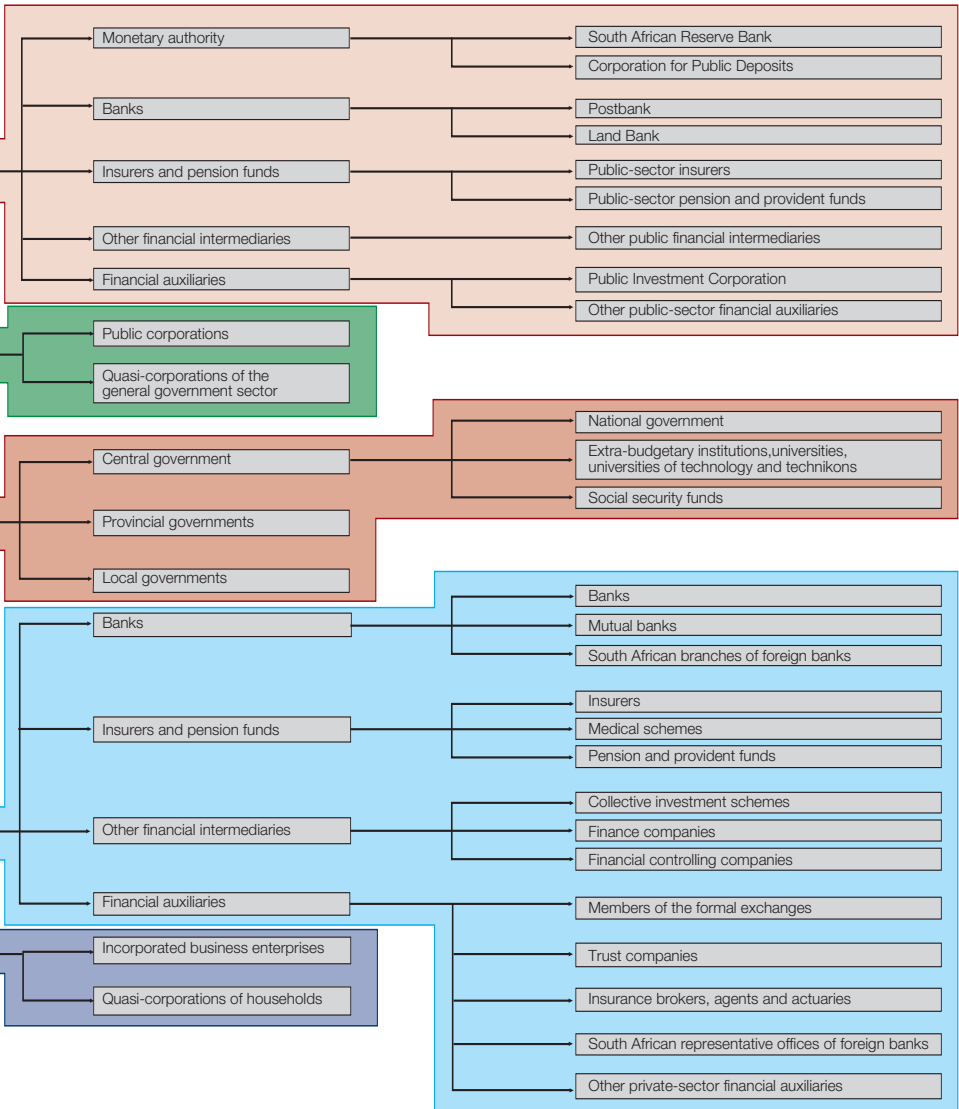 Monetary authority
South African Reserve Bank
Corporation for Public Deposits
Banks
Postbank
Land Bank
Insurers and pension funds
Public-sector insurers
Public-sector pension and provident funds
Other financial intermediaries
Other public financial intermediaries
Financial auxiliaries
Public Investment Corporation
Other public-sector financial auxiliaries
Public corporations
Quasi-corporations of the
general government sector
Central government
National government
Extra-budgetary institutions,universities,
universities of technology and technikons
Social security funds
Provincial governments
Local governments
Banks
Banks
Mutual banks
South African branches of foreign banks
Insurers and pension funds
Insurers
Medical schemes
Pension and provident funds
Other financial intermediaries
Collective investment schemes
Finance companies
Financial controlling companies
Financial auxiliaries
Members of the formal exchanges
Trust companies
Insurance brokers, agents and actuaries
South African representative offices of foreign banks
Other private-sector financial auxiliaries
Incorporated business enterprises
Quasi-corporations of households